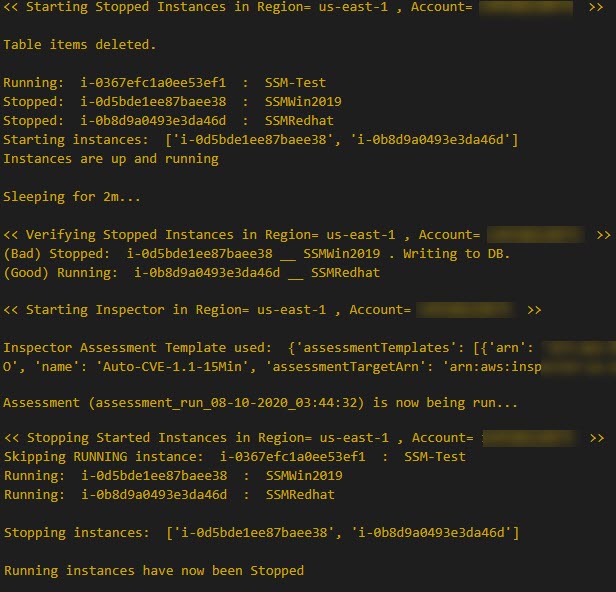 << Starting Stopped Instances in Region= us-east-1 , Account= >>
Table items deleted.
Running:  i-0367efc1a0ee53ef1  :  SSM-Test
Stopped:  i-0d5bde1ee87baee38  :  SSMWin2019
Stopped:  i-0b8d9a0493e3da46d  :  SSMRedhat
Starting instances:  ['i-0d5bde1ee87baee38', 'i-0b8d9a0493e3da46d']
Instances are up and running
Sleeping for 2m...
<< Verifying Stopped Instances in Region= us-east-1 , Account= >>
(Bad) Stopped:  i-0d5bde1ee87baee38 __ SSMWin2019 . Writing to DB.
(Good) Running:  i-0b8d9a0493e3da46d __ SSMRedhat
<< Starting Inspector in Region= us-east-1 , Account= >>
Inspector Assessment Template used:  {'assessmentTemplates': [{'arn':
O', 'name': 'Auto-CVE-1.1-15Min', 'assessmentTargetArn': 'arn:aws:insp
Assessment (assessment_run_08-10-2020_03:44:32) is now being run...
<< Stopping Started Instances in Region= us-east-1 , Account= >>
Skipping RUNNING instance:  i-0367efc1a0ee53ef1  :  SSM-Test
Running:  i-0d5bde1ee87baee38  :  SSMWin2019
Running:  i-0b8d9a0493e3da46d  :  SSMRedhat
Stopping instances:  ['i-0d5bde1ee87baee38', 'i-0b8d9a0493e3da46d']
Running instances have now been Stopped